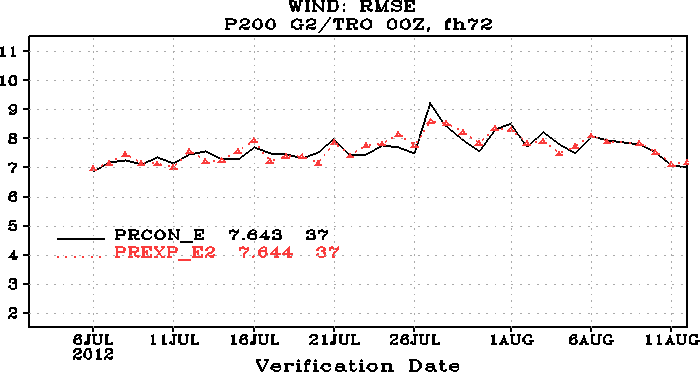 WIND: RMSE
P200 G2/TRO 00Z, fh72
11
10
9
8
7
6
5
4
3
2
PRCON_E 7.643 37
PREXP_E2 7.644 37
6JUL 11JUL 16JUL 21JUL 26JUL 1AUG 6AUG 11AUG
2012
Verification Date